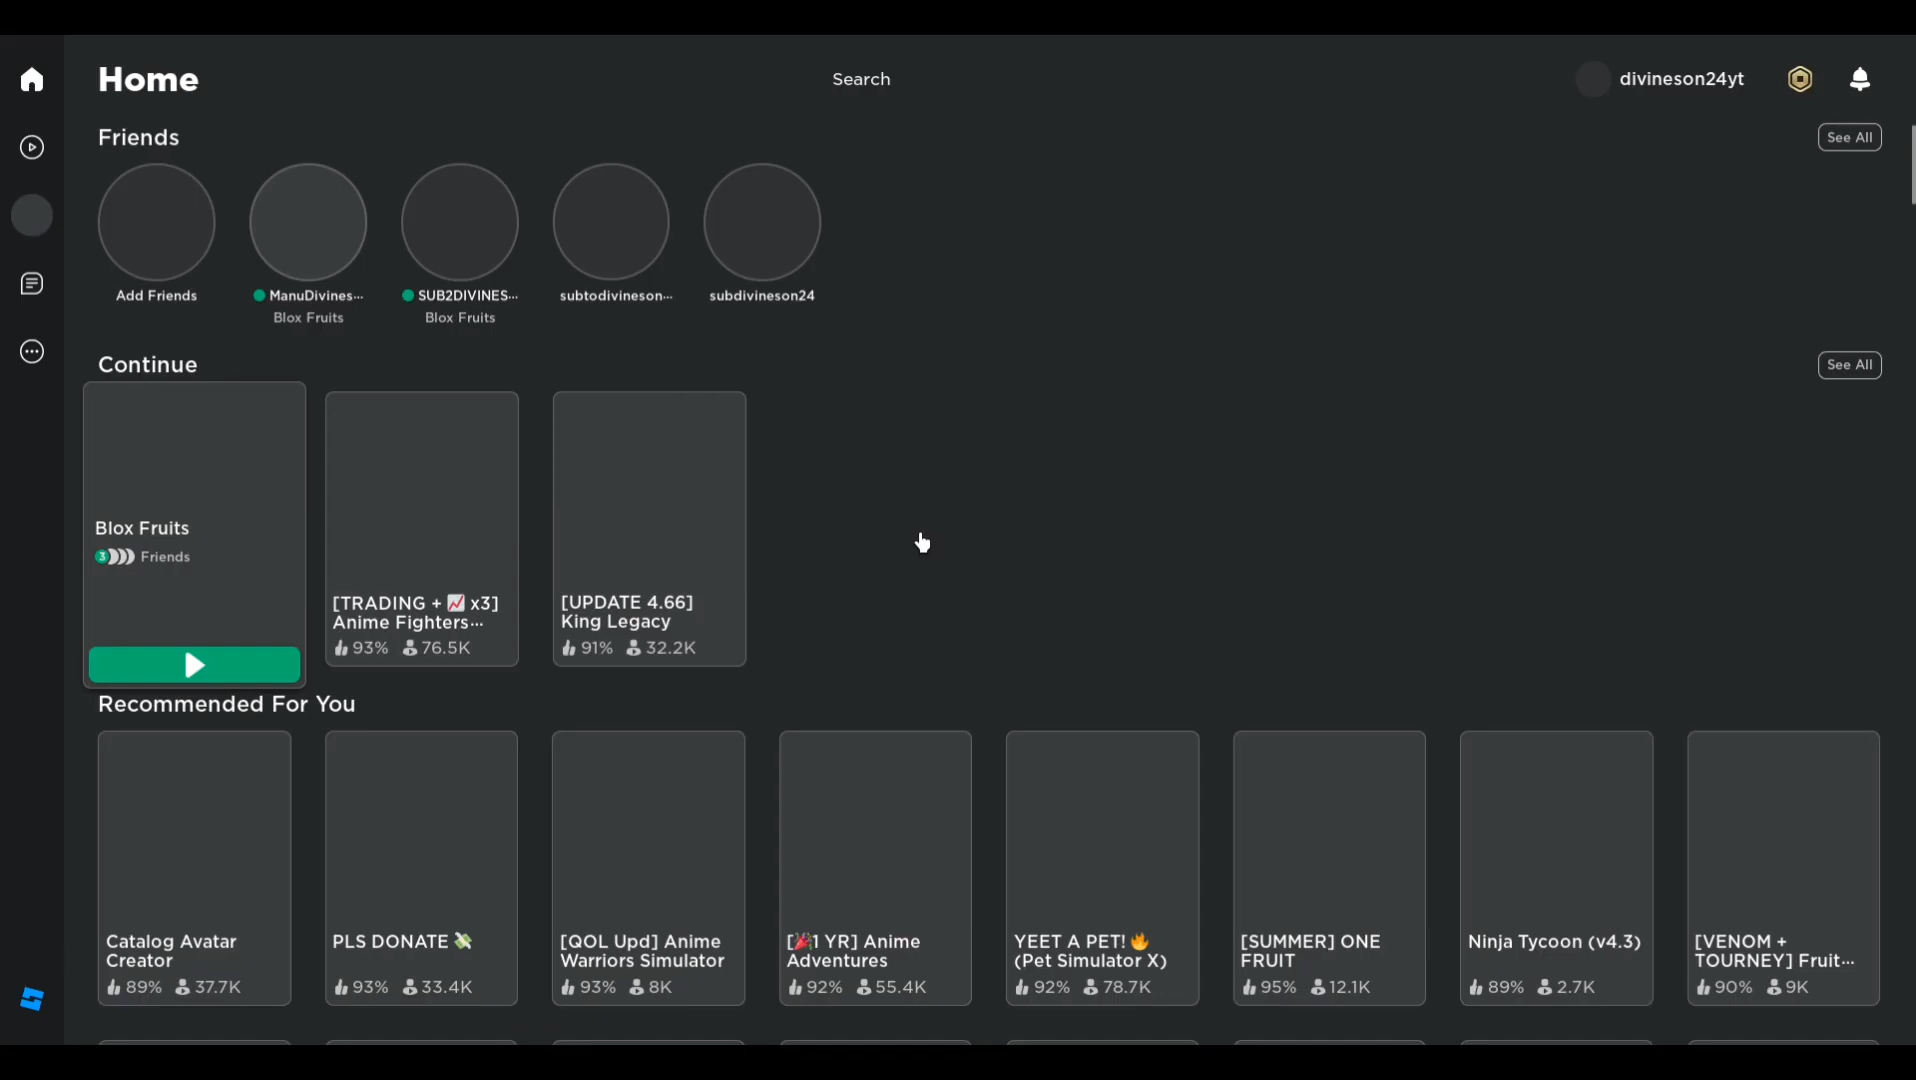 Home
Search
divineson24yt
Friends
See All
Add Friends
ManuDivines...
Blox Fruits
SUB2DIVINES...
Blox Fruits
subtodivineson...
subdivineson24
Continue
See All
Blox Fruits
3 Friends
[TRADING + 📈 x3]
Anime Fighters...
93% 76.5K
[UPDATE 4.66]
King Legacy
91% 32.2K
Recommended For You
Catalog Avatar
Creator
89% 37.7K
PLS DONATE 💸
93% 33.4K
[QOL Upd] Anime
Warriors Simulator
93% 8K
[🎉1 YR] Anime
Adventures
92% 55.4K
YEET A PET! 🔥
(Pet Simulator X)
92% 78.7K
[SUMMER] ONE
FRUIT
95% 12.1K
Ninja Tycoon (v4.3)
89% 2.7K
[VENOM +
TOURNEY] Fruit...
90% 9K